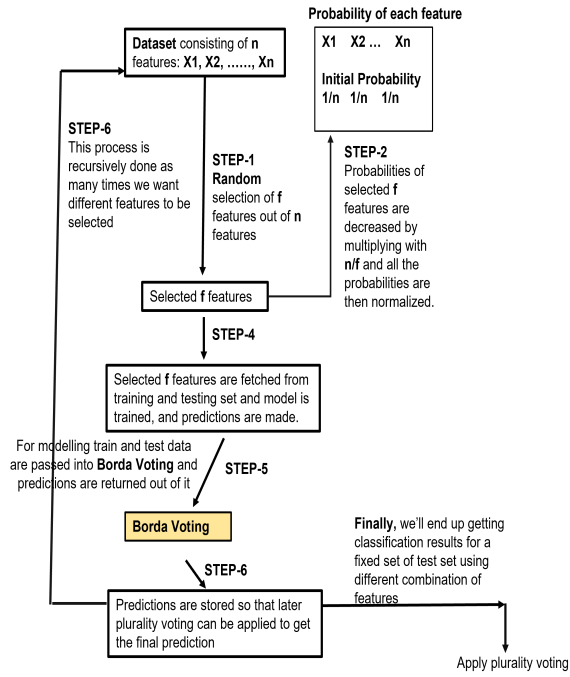 Probability of each feature
X1 X2 ... Xn
Initial Probability
1/n 1/n 1/n
Dataset consisting of n
features: X1, X2, ......, Xn
STEP-6
This process is
recursively done as
many times we want
different features to be
selected
STEP-1
Random
selection of f
features out of n
features
STEP-2
Probabilities of
selected f
features are
decreased by
multiplying with
n/f and all the
probabilities are
then normalized.
Selected f features
STEP-4
Selected f features are fetched from
training and testing set and model is
trained, and predictions are made.
For modelling train and test data
are passed into Borda Voting and
predictions are returned out of it
STEP-5
Borda Voting
STEP-6
Finally, we'll end up getting
classification results for a
fixed set of test set using
different combination of
features
Predictions are stored so that later
plurality voting can be applied to get
the final prediction
Apply plurality voting